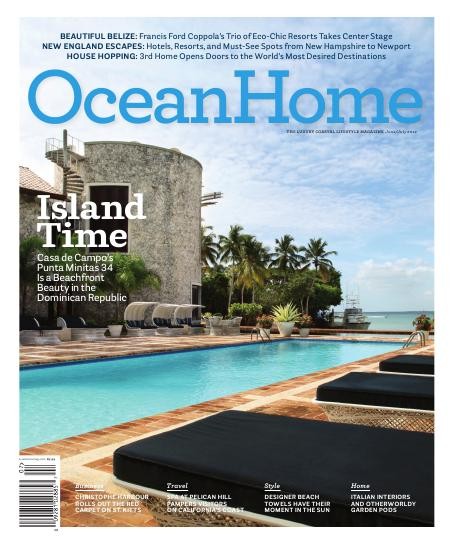 BEAUTIFUL BELIZE: Francis Ford Coppola's Trio of Eco-Chic Resorts Takes Center Stage
NEW ENGLAND ESCAPES: Hotels, Resorts, and Must-See Spots from New Hampshire to Newport
HOUSE HOPPING: 3rd Home Opens Doors to the World's Most Desired Destinations
OceanHome
THE LUXURY COASTAL LIFESTYLE MAGAZINE June/July
Island
Time
Casa de Campo's
Punta Minitas 34
Is a Beachfront
Beauty in the
Dominican Republic
Business
CHRISTOPHE HARBOUR
ROLLS OUT THE RED
CARPET ON ST. KITTS
Travel
SPA AT PELICAN HILL
PAMPERS VISITORS
ON CALIFORNIA'S COAST
Style
DESIGNER BEACH
TOWELS HAVE THEIR
MOMENT IN THE SUN
Home
ITALIAN INTERIORS
AND OTHERWORLDY
GARDEN PODS